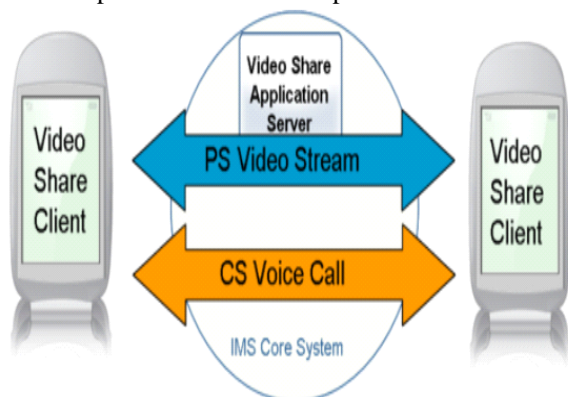 Video Share
Application
Server
Video
Share
Client
PS Video Stream
Video
Share
Client
CS Voice Call
IMS Core System